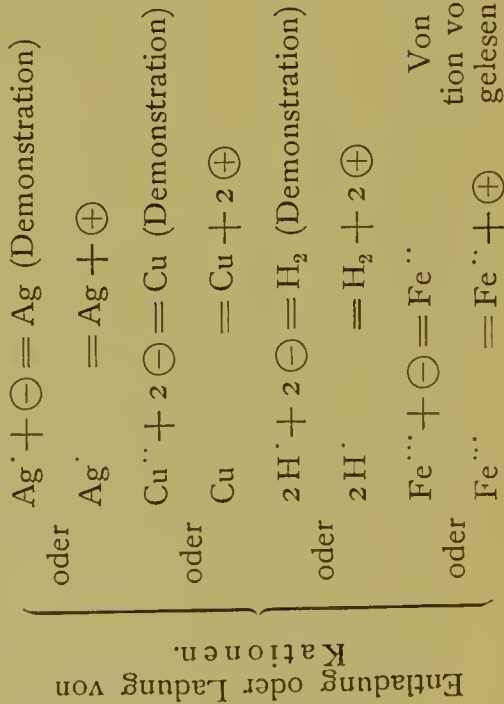 Entladung oder Ladung von
Kationen.
Ag˙ + ⊖ = Ag (Demonstration)
oder
Ag˙ = Ag + ⊕
Cu˙˙ + 2 ⊖ = Cu (Demonstration)
oder
Cu = Cu + 2 ⊕
2 H˙ + 2 ⊖ = H₂ (Demonstration)
oder
2 H˙ = H₂ + 2 ⊕
Fe˙˙˙ + ⊖ = Fe˙˙ Von
oder tion vo
Fe˙˙˙ = Fe˙˙ + ⊕ gelesen